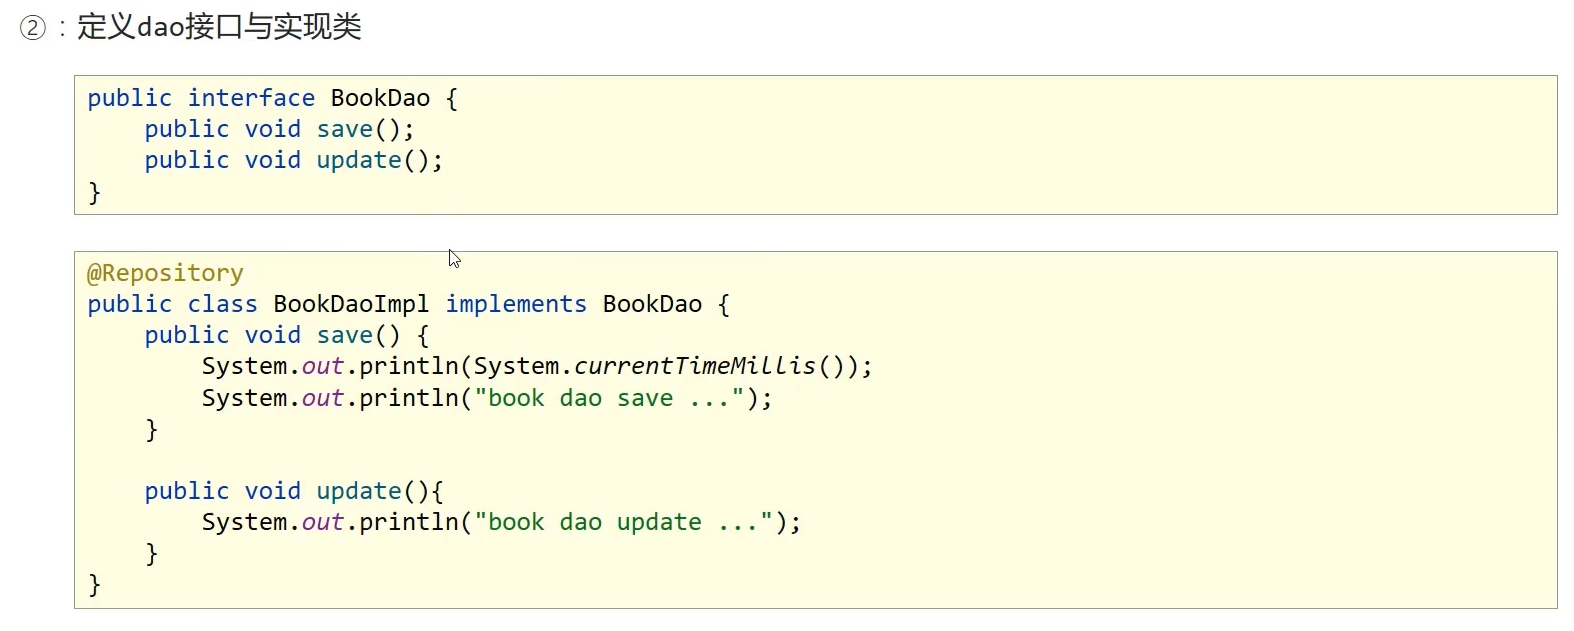 ②：定义dao接口与实现类
public interface BookDao {
    public void save();
    public void update();
}
@Repository
public class BookDaoImpl implements BookDao {
    public void save() {
        System.out.println(System.currentTimeMillis());
        System.out.println("book dao save ...");
    }
    public void update(){
        System.out.println("book dao update ...");
    }
}